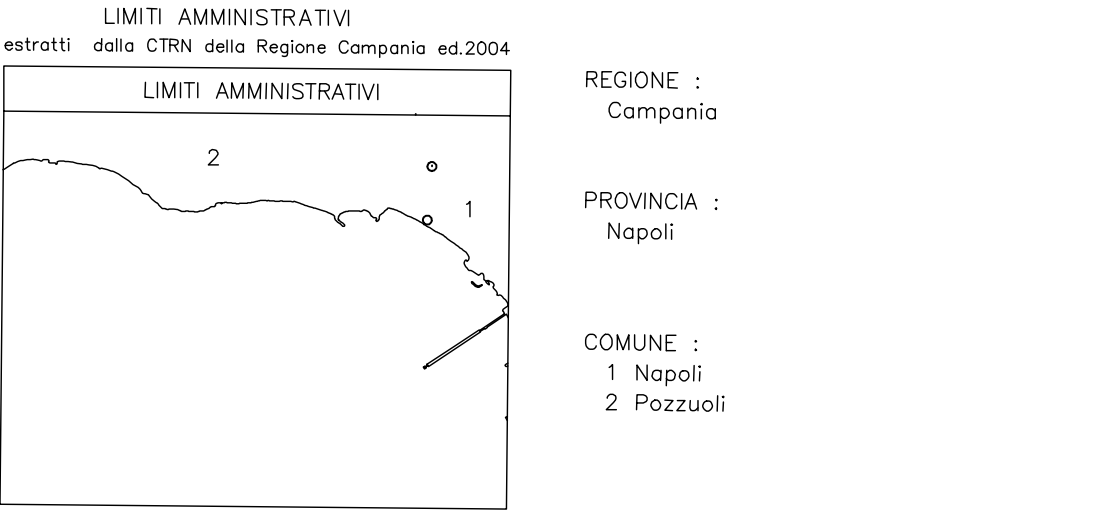 LIMITI AMMINISTRATIVI
estratti dalla CTRN della Regione Campania ed.2004
LIMITI AMMINISTRATIVI
2
1
REGIONE :
Campania
PROVINCIA :
Napoli
COMUNE :
1 Napoli
2 Pozzuoli